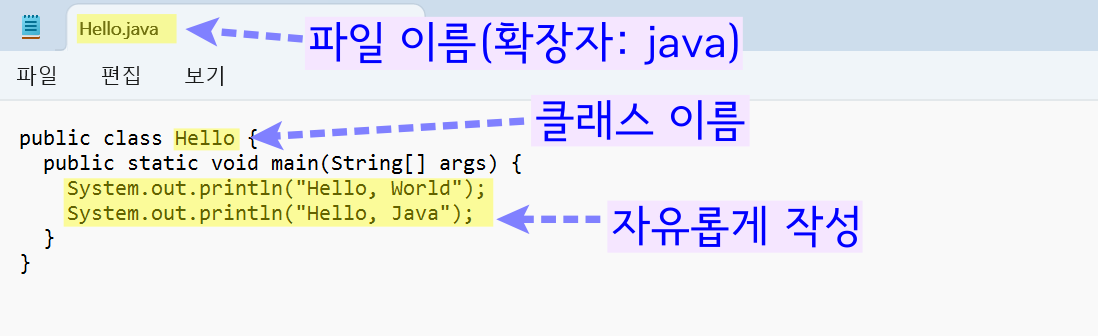 Hello.java
파일 이름(확장자: java)
파일 편집 보기
클래스 이름
public class Hello {
  public static void main(String[] args) {
    System.out.println("Hello, World");
    System.out.println("Hello, Java");
자유롭게 작성
  }
}